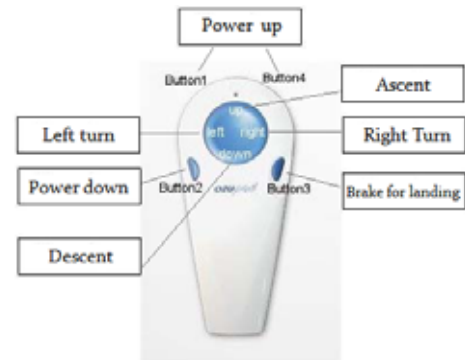 Power up
Button1
Button4
Ascent
up
Left turn
left
right
Right Turn
down
Power down
Button2
Button3
Brake for landing
Descent